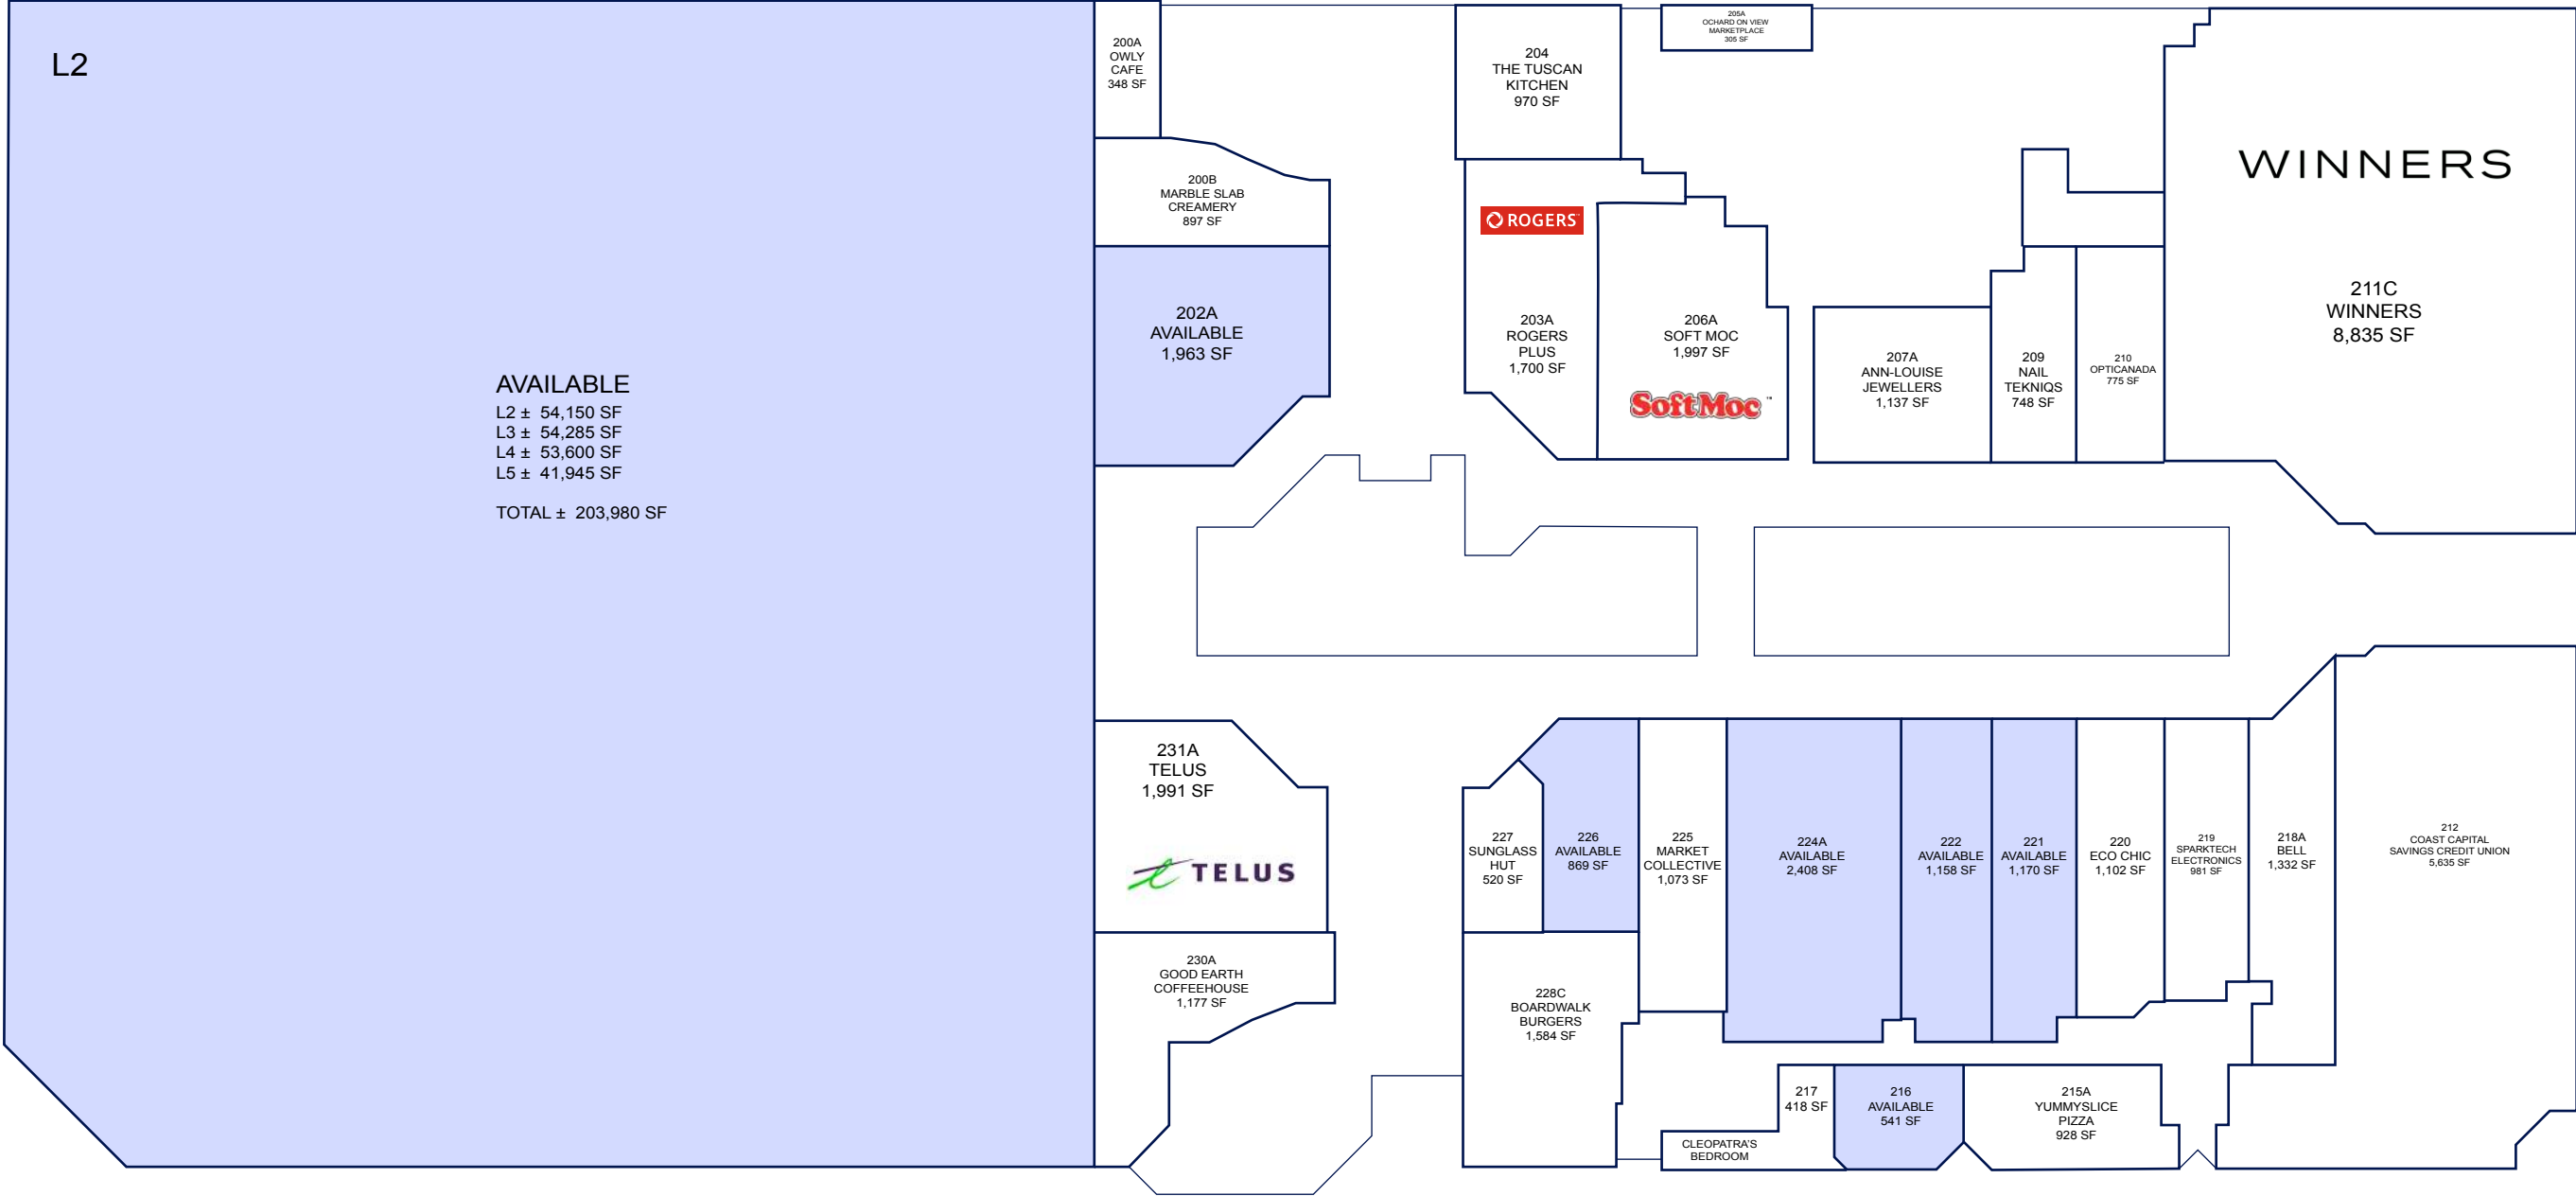 L2
AVAILABLE
L2 ± 54,150 SF
L3 ± 54,285 SF
L4 ± 53,600 SF
L5 ± 41,945 SF
TOTAL ± 203,980 SF
200A
OWLY
CAFE
348 SF
200B
MARBLE SLAB
CREAMERY
897 SF
202A
AVAILABLE
1,963 SF
204
THE TUSCAN
KITCHEN
970 SF
205A
OCHARD ON VIEW
MARKETPLACE
305 SF
ROGERS
203A
ROGERS
PLUS
1,700 SF
206A
SOFT MOC
1,997 SF
SoftMoc™
207A
ANN-LOUISE
JEWELLERS
1,137 SF
209
NAIL
TEKNIQS
748 SF
210
OPTICANADA
775 SF
WINNERS
211C
WINNERS
8,835 SF
231A
TELUS
1,991 SF
TELUS
230A
GOOD EARTH
COFFEEHOUSE
1,177 SF
227
SUNGLASS
HUT
520 SF
226
AVAILABLE
869 SF
225
MARKET
COLLECTIVE
1,073 SF
224A
AVAILABLE
2,408 SF
222
AVAILABLE
1,158 SF
221
AVAILABLE
1,170 SF
220
ECO CHIC
1,102 SF
219
SPARKTECH
ELECTRONICS
981 SF
218A
BELL
1,332 SF
212
COAST CAPITAL
SAVINGS CREDIT UNION
5,635 SF
228C
BOARDWALK
BURGERS
1,584 SF
217
418 SF
CLEOPATRA'S
BEDROOM
216
AVAILABLE
541 SF
215A
YUMMYSLICE
PIZZA
928 SF